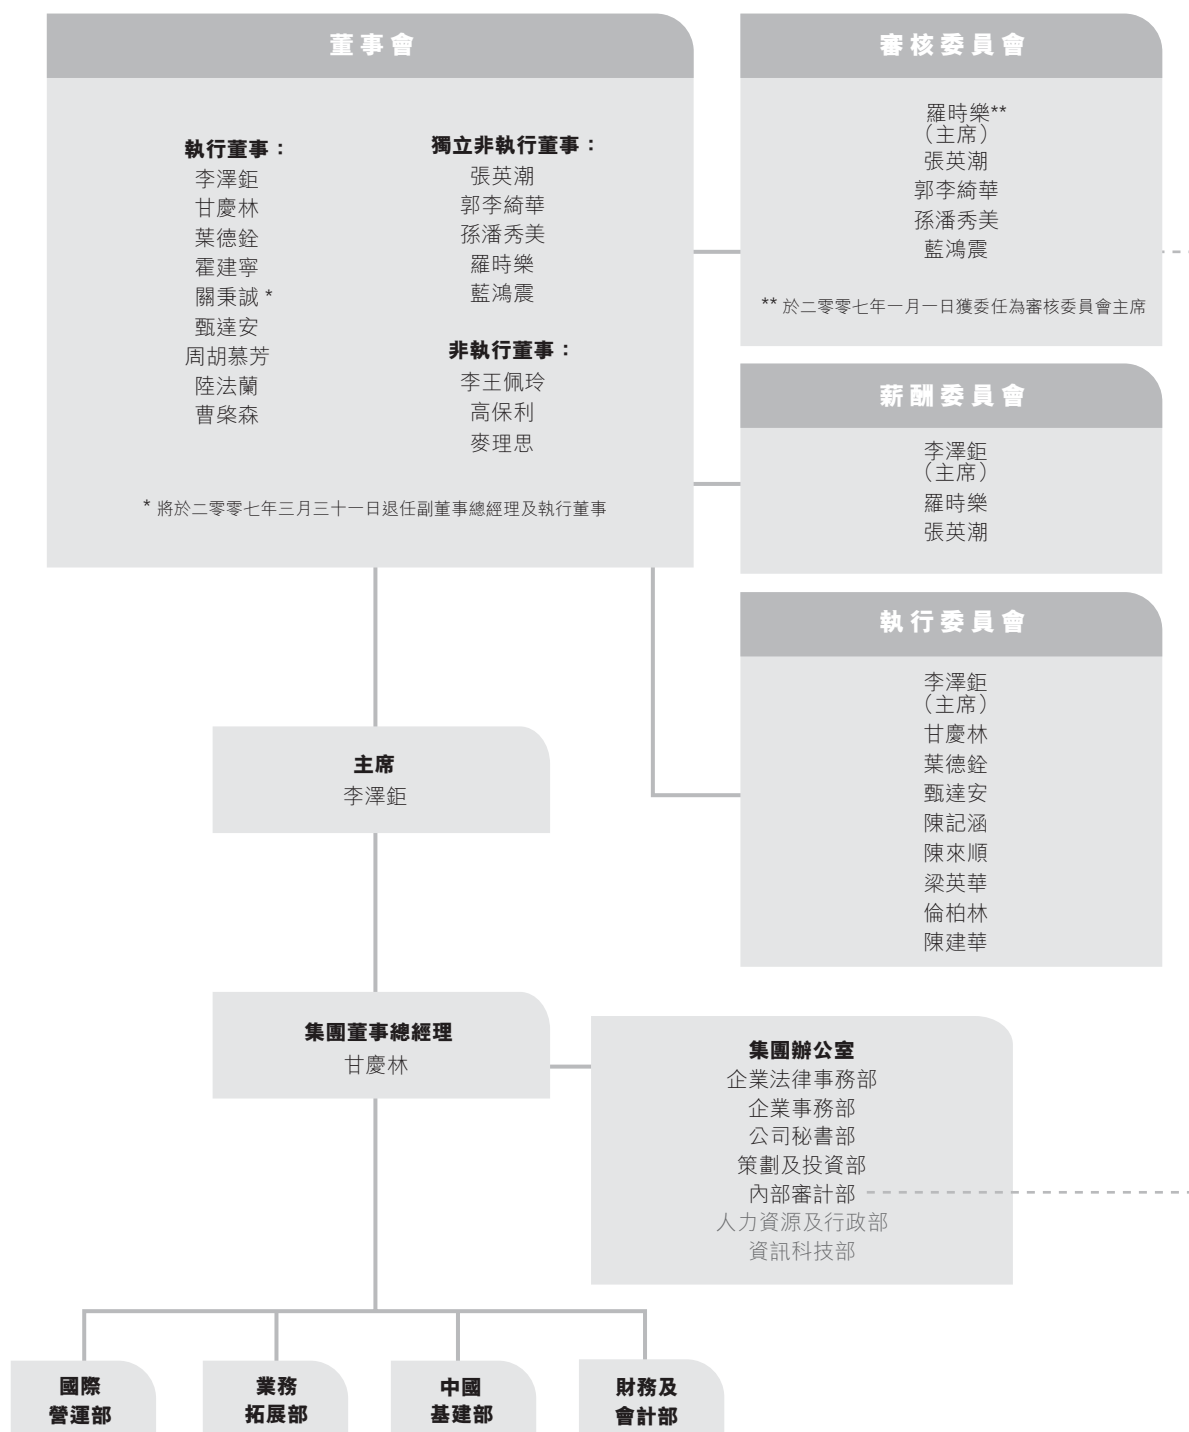 董事會
執行董事：
李澤鉅
甘慶林
葉德銓
霍建寧
關秉誠 *
甄達安
周胡慕芳
陸法蘭
曹棨森
獨立非執行董事：
張英潮
郭李綺華
孫潘秀美
羅時樂
藍鴻震
非執行董事：
李王佩玲
高保利
麥理思
* 將於二零零七年三月三十一日退任副董事總經理及執行董事
審核委員會
羅時樂**
（主席）
張英潮
郭李綺華
孫潘秀美
藍鴻震
** 於二零零七年一月一日獲委任為審核委員會主席
薪酬委員會
李澤鉅
（主席）
羅時樂
張英潮
執行委員會
李澤鉅
（主席）
甘慶林
葉德銓
甄達安
陳記涵
陳來順
梁英華
倫柏林
陳建華
主席
李澤鉅
集團董事總經理
甘慶林
集團辦公室
企業法律事務部
企業事務部
公司秘書部
策劃及投資部
內部審計部
人力資源及行政部
資訊科技部
國際
營運部
業務
拓展部
中國
基建部
財務及
會計部